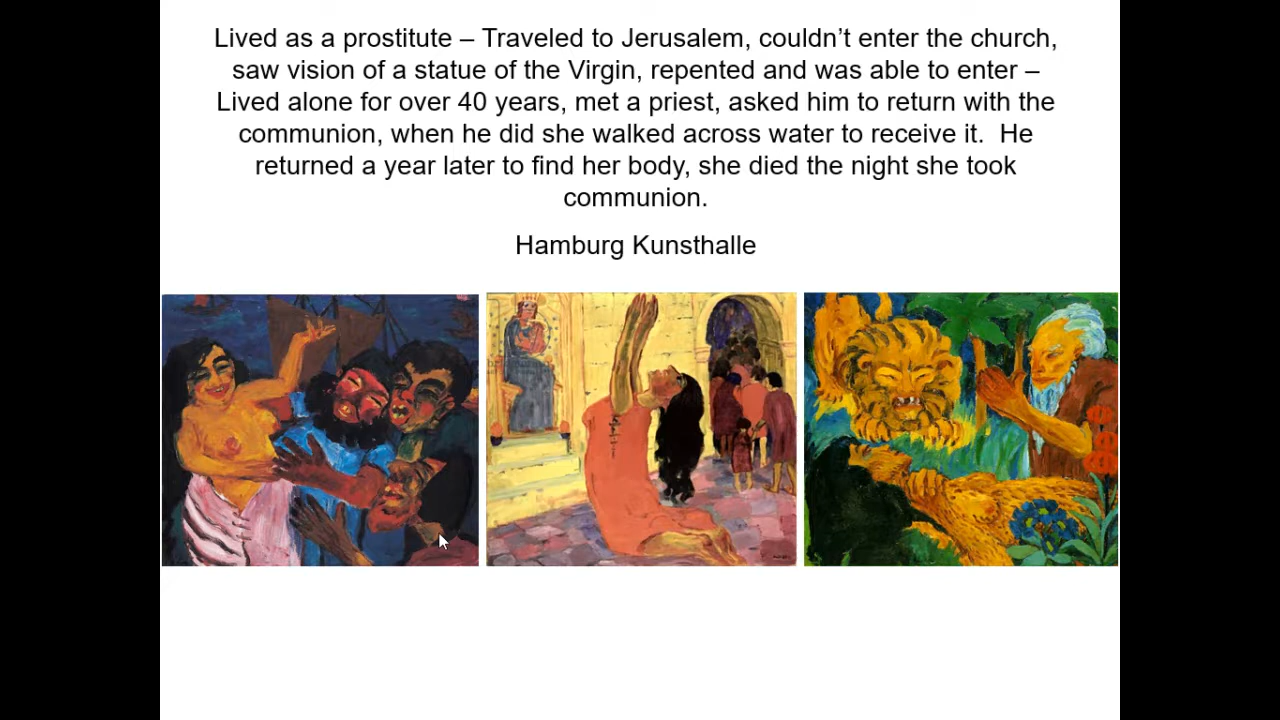 Lived as a prostitute – Traveled to Jerusalem, couldn’t enter the church,
saw vision of a statue of the Virgin, repented and was able to enter –
Lived alone for over 40 years, met a priest, asked him to return with the
communion, when he did she walked across water to receive it.  He
returned a year later to find her body, she died the night she took
communion.
Hamburg Kunsthalle